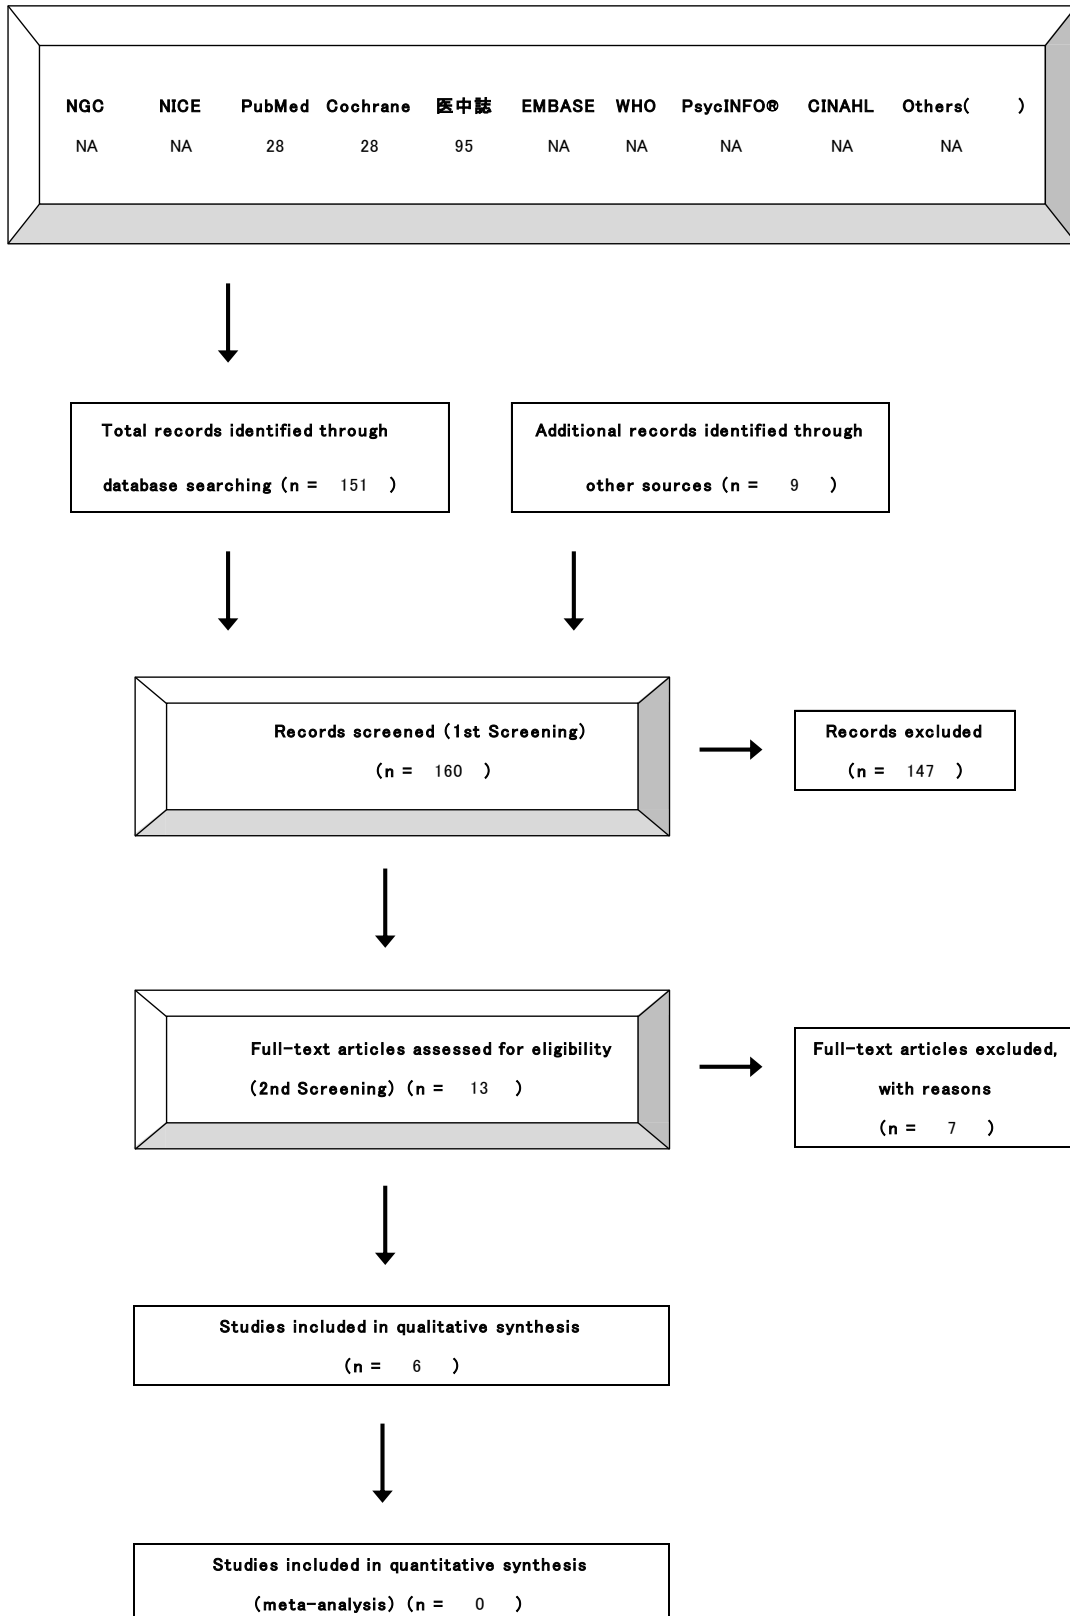 NGC NICE PubMed Cochrane 医中誌 EMBASE WHO PsycINFO® CINAHL Others( )
NA NA 28 28 95 NA NA NA NA NA
Total records identified through
database searching (n = 151 )
Additional records identified through
other sources (n = 9 )
Records screened (1st Screening)
(n = 160 )
Records excluded
(n = 147 )
Full-text articles assessed for eligibility
(2nd Screening) (n = 13 )
Full-text articles excluded,
with reasons
(n = 7 )
Studies included in qualitative synthesis
(n = 6 )
Studies included in quantitative synthesis
(meta-analysis) (n = 0 )